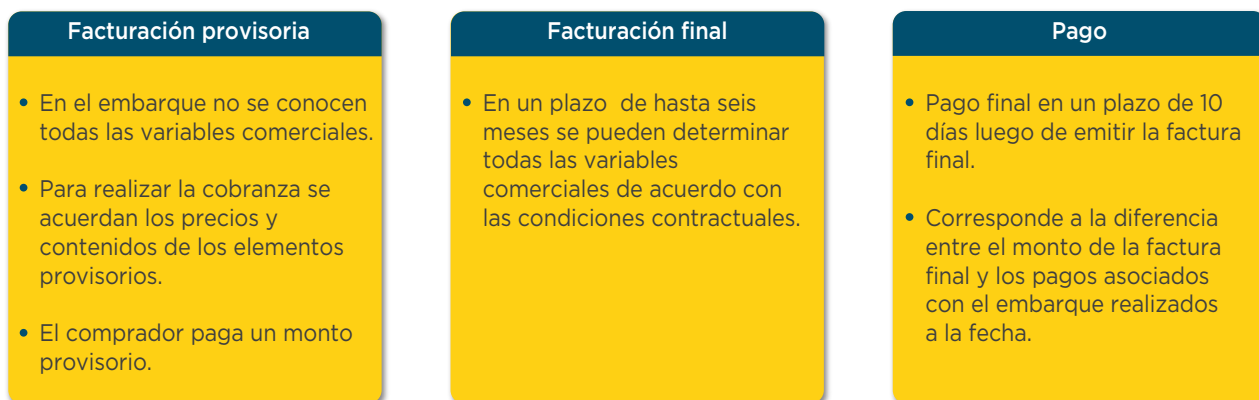 Facturación provisoria
• En el embarque no se conocen
todas las variables comerciales.
• Para realizar la cobranza se
acuerdan los precios y
contenidos de los elementos
provisorios.
• El comprador paga un monto
provisorio.
Facturación final
• En un plazo de hasta seis
meses se pueden determinar
todas las variables
comerciales de acuerdo con
las condiciones contractuales.
Pago
• Pago final en un plazo de 10
días luego de emitir la factura
final.
• Corresponde a la diferencia
entre el monto de la factura
final y los pagos asociados
con el embarque realizados
a la fecha.